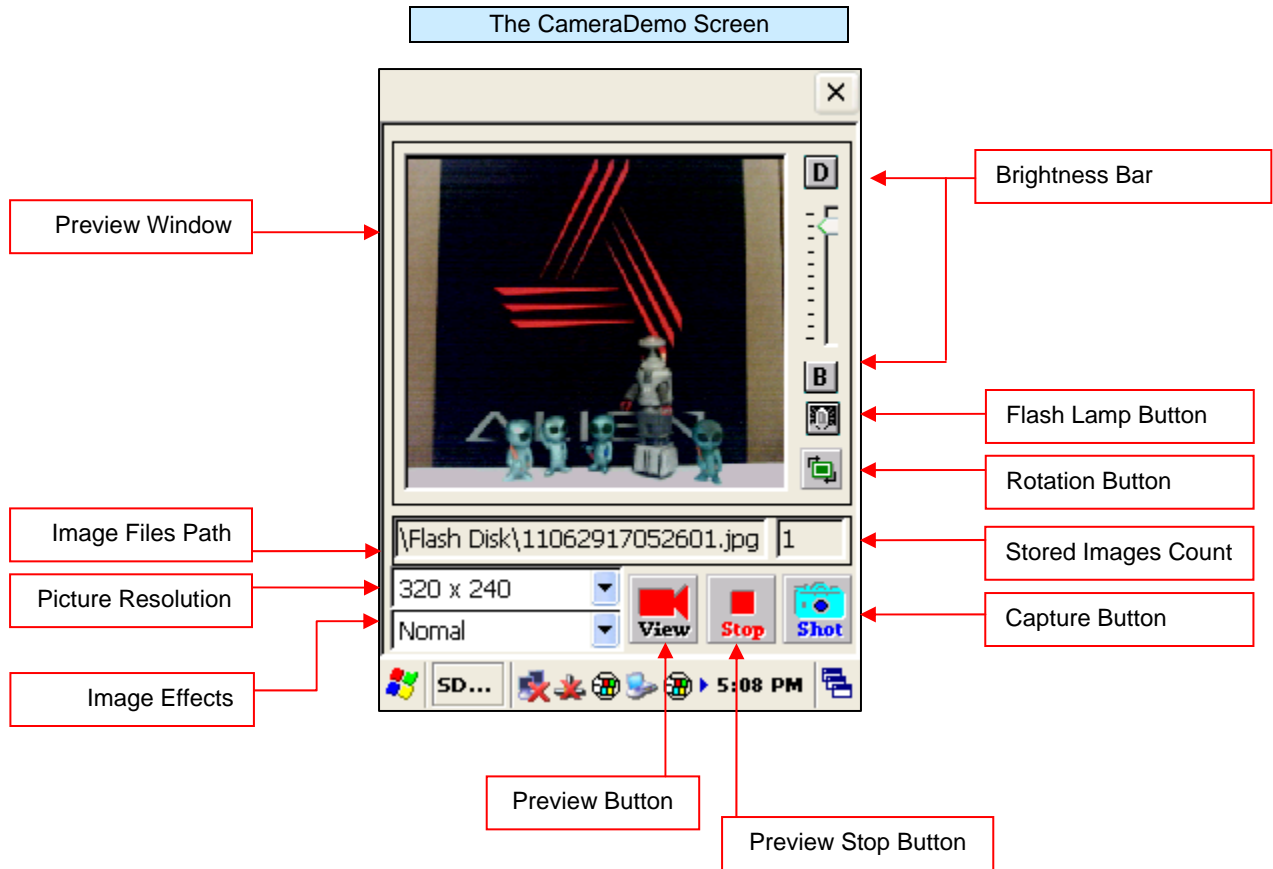 The CameraDemo Screen
D
Brightness Bar
Preview Window
B
ALIEN
Flash Lamp Button
Rotation Button
Image Files Path
\Flash Disk\11062917052601.jpg
1
Stored Images Count
Picture Resolution
320 x 240
View
Stop
Shot
Capture Button
Nomal
Image Effects
SD...
5:08 PM
Preview Button
Preview Stop Button